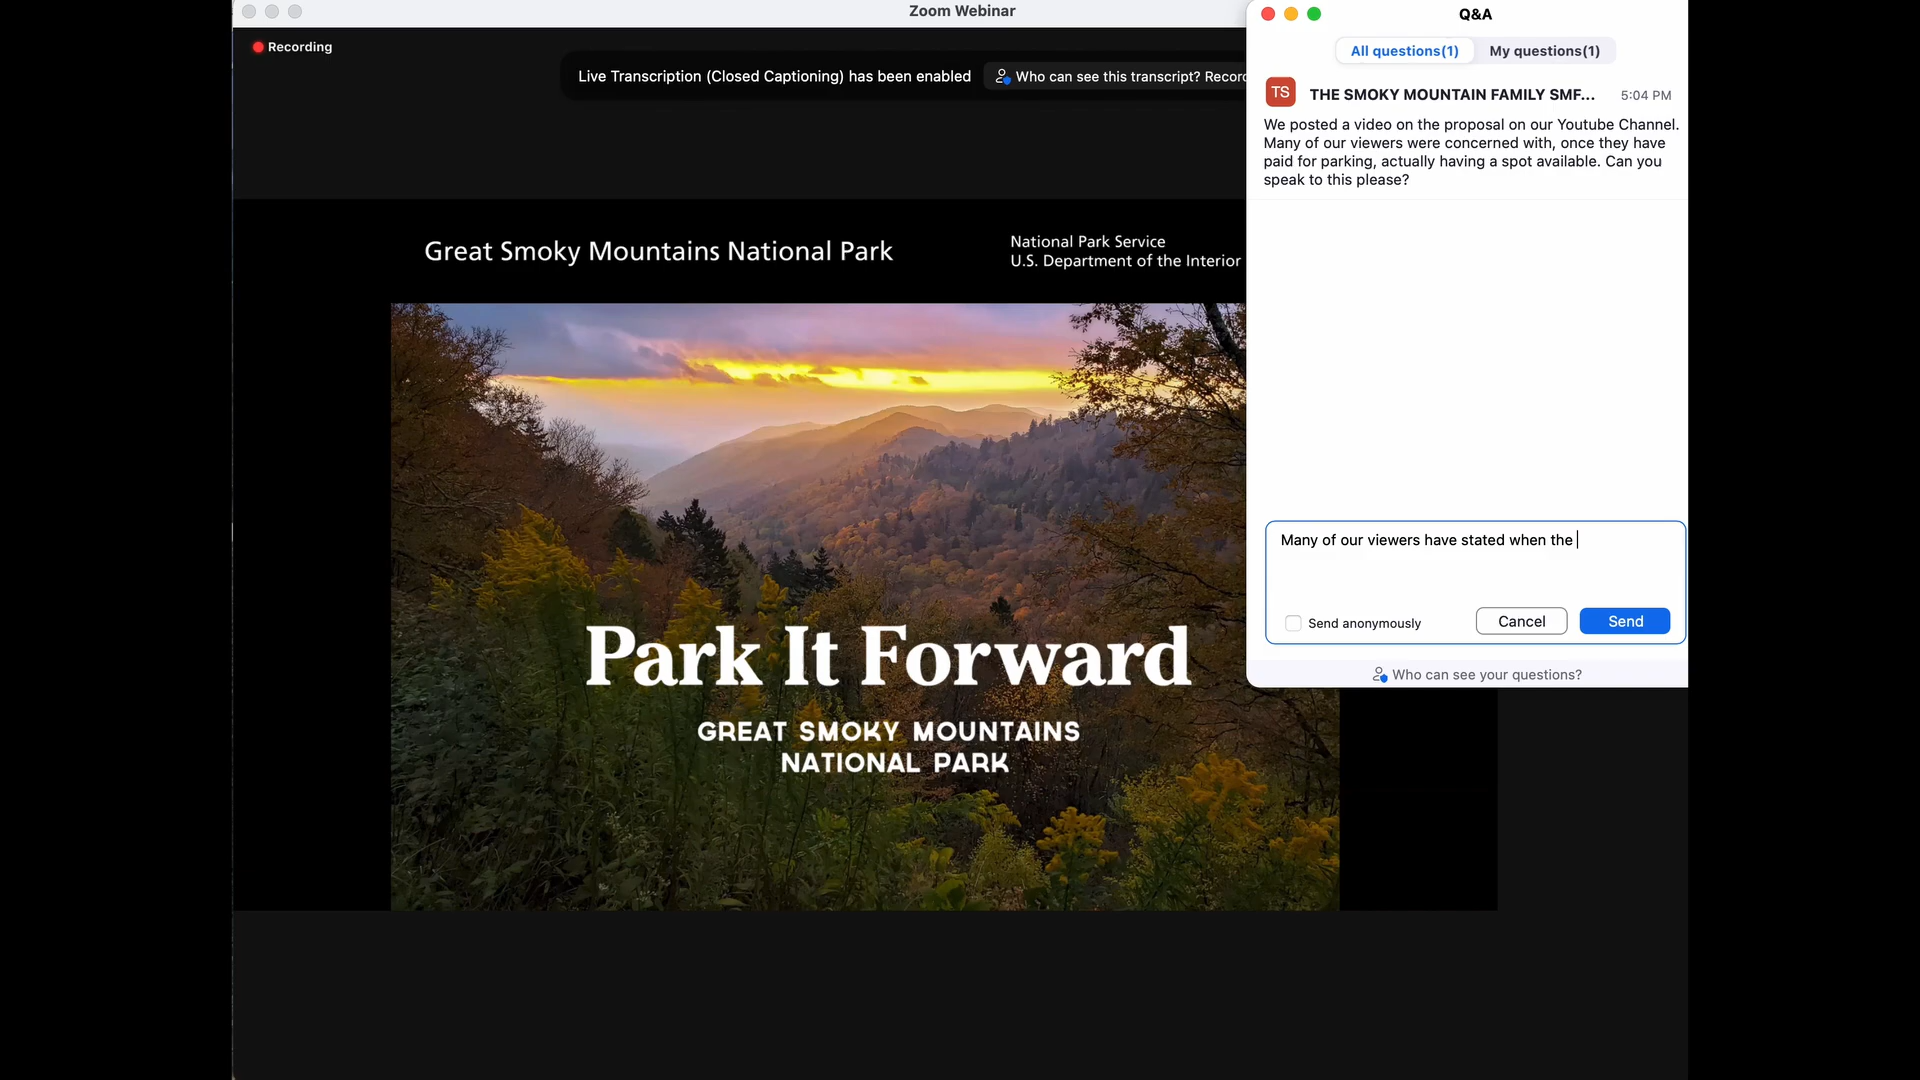 Zoom Webinar
Recording
Live Transcription (Closed Captioning) has been enabled
Who can see this transcript? Recor
Great Smoky Mountains National Park
National Park Service
U.S. Department of the Interior
Park It Forward
GREAT SMOKY MOUNTAINS
NATIONAL PARK
Q&A
All questions(1)
My questions(1)
TS
THE SMOKY MOUNTAIN FAMILY SMF...
5:04 PM
We posted a video on the proposal on our Youtube Channel.
Many of our viewers were concerned with, once they have
paid for parking, actually having a spot available. Can you
speak to this please?
Many of our viewers have stated when the
Send anonymously
Cancel
Send
Who can see your questions?